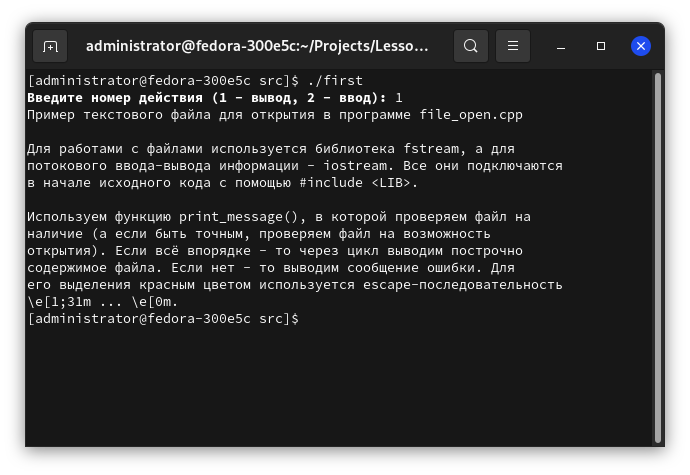 administrator@fedora-300e5c:~/Projects/Lesso...
[administrator@fedora-300e5c src]$ ./first
Введите номер действия (1 - вывод, 2 - ввод): 1
Пример текстового файла для открытия в программе file_open.cpp
Для работами с файлами используется библиотека fstream, а для
потокового ввода-вывода информации - iostream. Все они подключаются
в начале исходного кода с помощью #include <LIB>.
Используем функцию print_message(), в которой проверяем файл на
наличие (а если быть точным, проверяем файл на возможность
открытия). Если всё впорядке - то через цикл выводим построчно
содержимое файла. Если нет - то выводим сообщение ошибки. Для
его выделения красным цветом используется escape-последовательность
\e[1;31m ... \e[0m.
[administrator@fedora-300e5c src]$